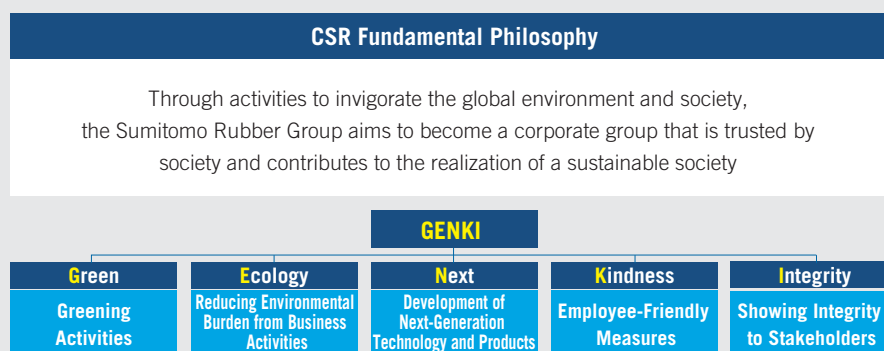 CSR Fundamental Philosophy
Through activities to invigorate the global environment and society,
the Sumitomo Rubber Group aims to become a corporate group that is trusted by
society and contributes to the realization of a sustainable society
GENKI
Green
Greening
Activities
Ecology
Reducing Environmental
Burden from Business
Activities
Next
Development of
Next-Generation
Technology and Products
Kindness
Employee-Friendly
Measures
Integrity
Showing Integrity
to Stakeholders